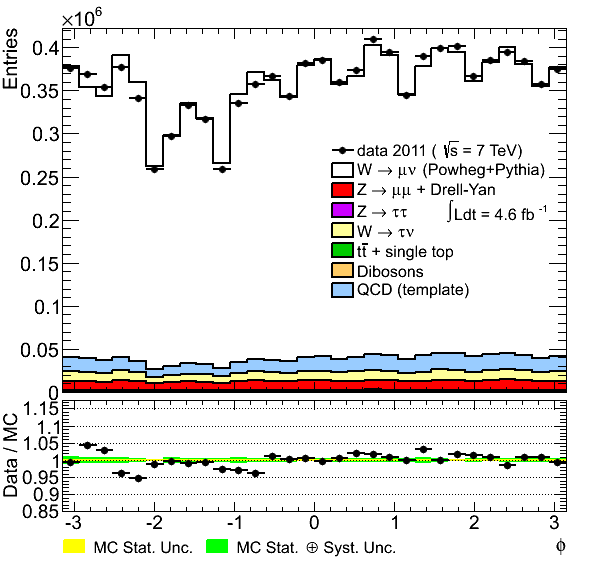 ×10⁶
Entries
0.4
0.35
0.3
0.25
0.2
0.15
0.1
0.05
0
data 2011 ( √s = 7 TeV)
W → μν (Powheg+Pythia)
Z → μμ + Drell-Yan
Z → ττ
∫Ldt = 4.6 fb⁻¹
W → τν
tt̄ + single top
Dibosons
QCD (template)
Data / MC
1.15
1.1
1.05
1
0.95
0.9
0.85
-3 -2 -1 0 1 2 3
MC Stat. Unc. MC Stat. ⊕ Syst. Unc. ϕ